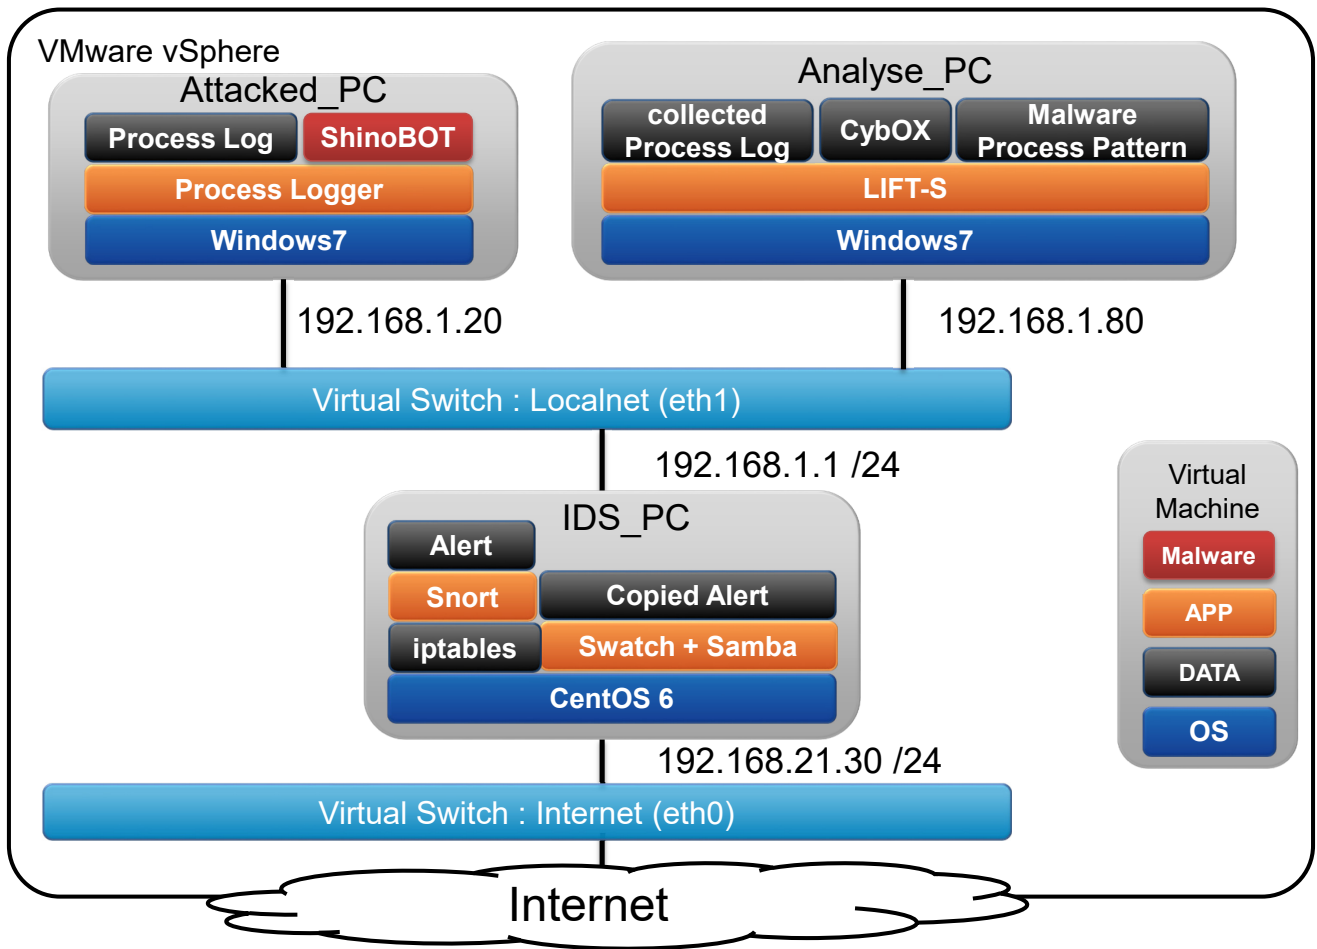 VMware vSphere
Attacked_PC
Process Log
ShinoBOT
Process Logger
Windows7
Analyse_PC
collected
Process Log
CybOX
Malware
Process Pattern
LIFT-S
Windows7
192.168.1.20
192.168.1.80
Virtual Switch : Localnet (eth1)
192.168.1.1 /24
IDS_PC
Alert
Snort
Copied Alert
iptables
Swatch + Samba
CentOS 6
Virtual
Machine
Malware
APP
DATA
OS
192.168.21.30 /24
Virtual Switch : Internet (eth0)
Internet